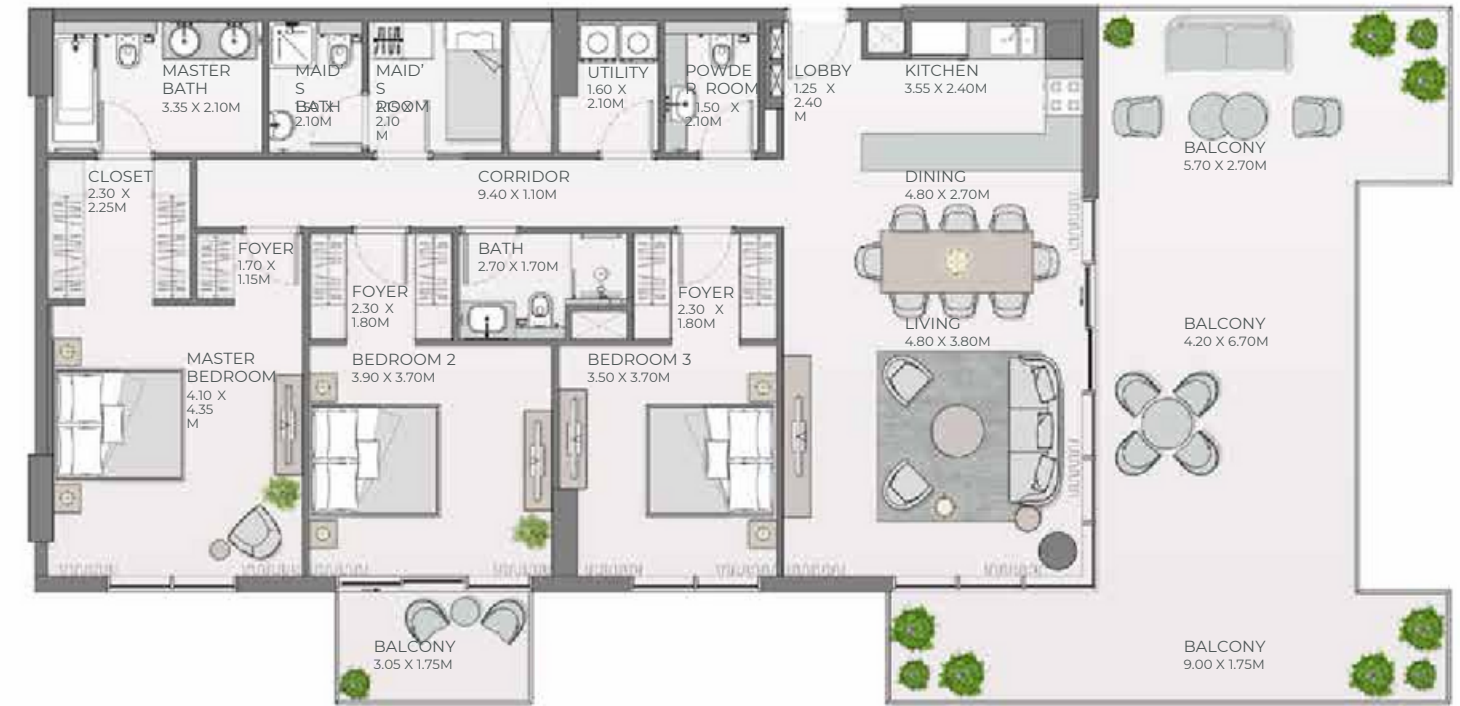 MASTER
BATH
3.35 X 2.10M
MAID'
S
BATH
2.10M
MAID'
S
ROOM
2.10
M
UTILITY
1.60 X
2.10M
POWDE
R ROOM
1.50 X
2.10M
LOBBY
1.25 X
2.40
M
KITCHEN
3.55 X 2.40M
BALCONY
5.70 X 2.70M
CLOSET
2.30 X
2.25M
CORRIDOR
9.40 X 1.10M
DINING
4.80 X 2.70M
FOYER
1.70 X
1.15M
FOYER
2.30 X
1.80M
BATH
2.70 X 1.70M
FOYER
2.30 X
1.80M
LIVING
4.80 X 3.80M
BALCONY
4.20 X 6.70M
MASTER
BEDROOM
4.10 X
4.35
M
BEDROOM 2
3.90 X 3.70M
BEDROOM 3
3.50 X 3.70M
BALCONY
3.05 X 1.75M
BALCONY
9.00 X 1.75M